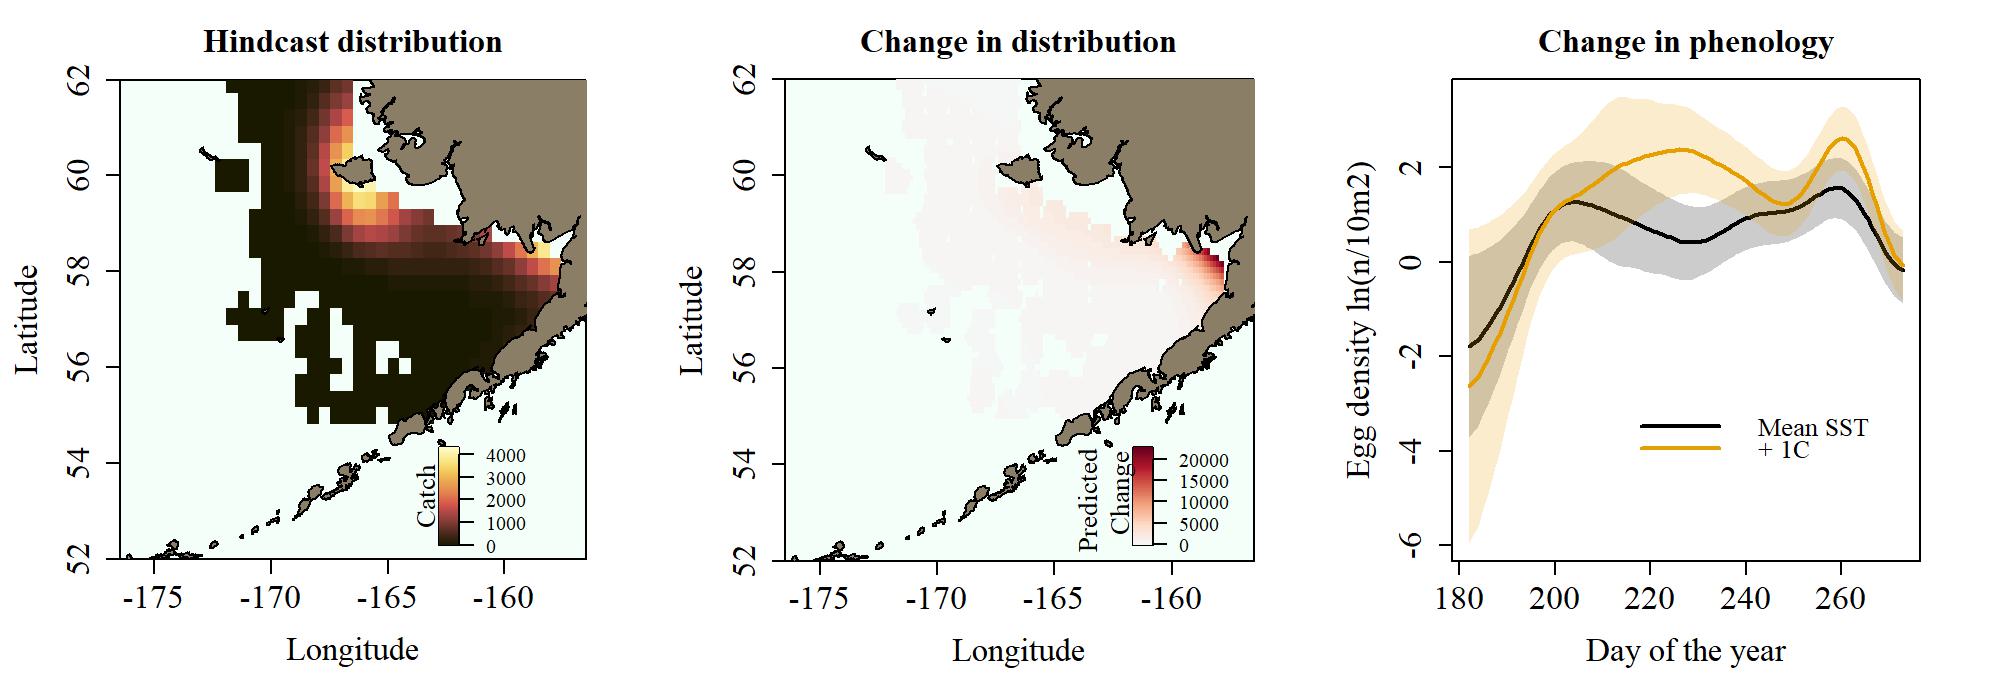 Hindcast distribution
Latitude
62
60
58
56
54
52
-175
-170
-165
-160
Longitude
Catch
4000
3000
2000
1000
0
Change in distribution
Latitude
62
60
58
56
54
52
-175
-170
-165
-160
Longitude
Predicted
Change
20000
15000
10000
5000
0
Change in phenology
Egg density ln(n/10m2)
2
0
-2
-4
-6
180
200
220
240
260
Day of the year
Mean SST
+ 1C